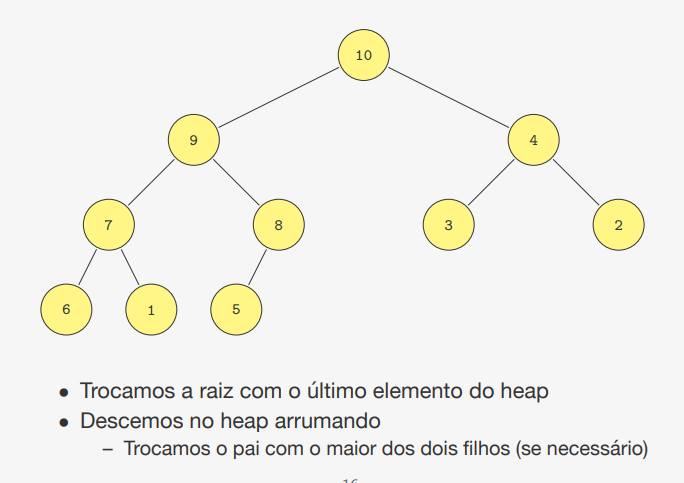 10
9 4
7 8 3 2
6 1 5
• Trocamos a raiz com o último elemento do heap
• Descemos no heap arrumando
– Trocamos o pai com o maior dos dois filhos (se necessário)
16